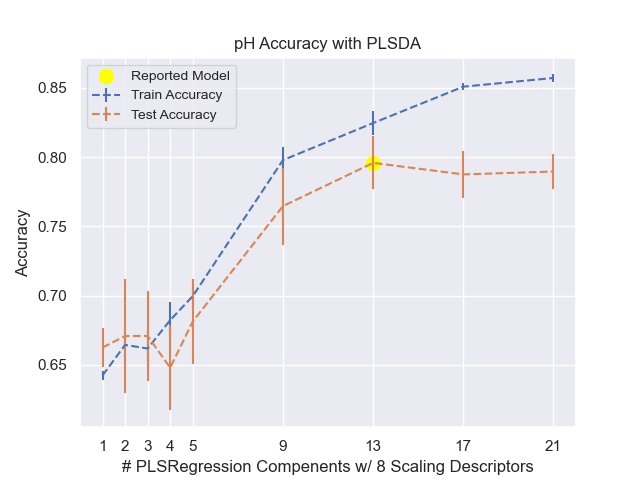 pH Accuracy with PLSDA
Reported Model
Train Accuracy
Test Accuracy
0.85
0.80
0.75
0.70
0.65
Accuracy
1 2 3 4 5 9 13 17 21
# PLSRegression Compenents w/ 8 Scaling Descriptors